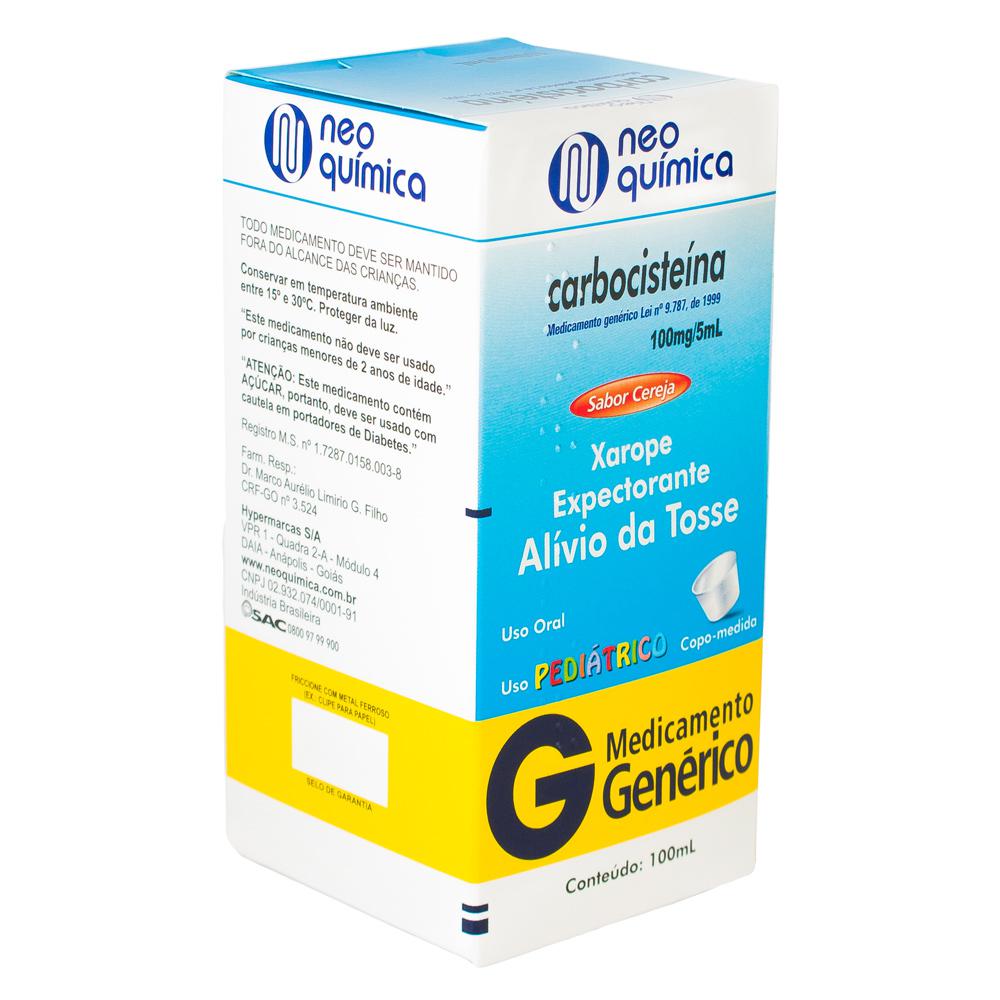 carbocisteína
neo
química
TODO MEDICAMENTO DEVE SER MANTIDO
FORA DO ALCANCE DAS CRIANÇAS.
Conservar em temperatura ambiente
entre 15º e 30ºC. Proteger da luz.
"Este medicamento não deve ser usado
por crianças menores de 2 anos de idade."
"ATENÇÃO: Este medicamento contém
AÇÚCAR, portanto, deve ser usado com
cautela em portadores de Diabetes."
Registro M.S. nº 1.7287.0158.003-8
Farm. Resp.:
Dr. Marco Aurélio Limirio G. Filho
CRF-GO nº 3.524
Hypermarcas S/A
VPR 1 - Quadra 2-A - Módulo 4
DAIA - Anápolis - Goiás
www.neoquimica.com.br
CNPJ 02.932.074/0001-91
Indústria Brasileira
SAC 0800 97 99 900
FRICCIONE COM METAL FERROSO
(EX.: CLIPE PARA PAPEL)
SELO DE GARANTIA
neo
química
carbocisteína
Medicamento genérico Lei nº 9.787, de 1999
100mg/5mL
Sabor Cereja
Xarope
Expectorante
Alívio da Tosse
Uso Oral
Uso PEDIÁTRICO
Copo-medida
G Medicamento
Genérico
Conteúdo: 100mL